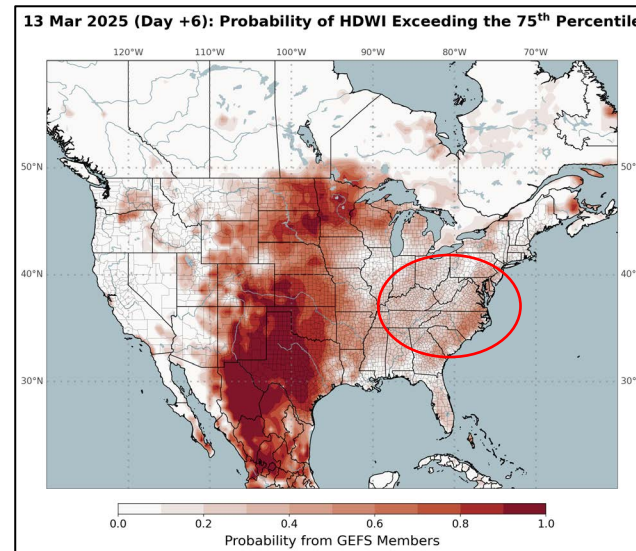 13 Mar 2025 (Day +6): Probability of HDWI Exceeding the 75th Percentile
120°W 110°W 100°W 90°W 80°W 70°W
50°N 50°N
40°N 40°N
30°N 30°N
0.0 0.2 0.4 0.6 0.8 1.0
Probability from GEFS Members